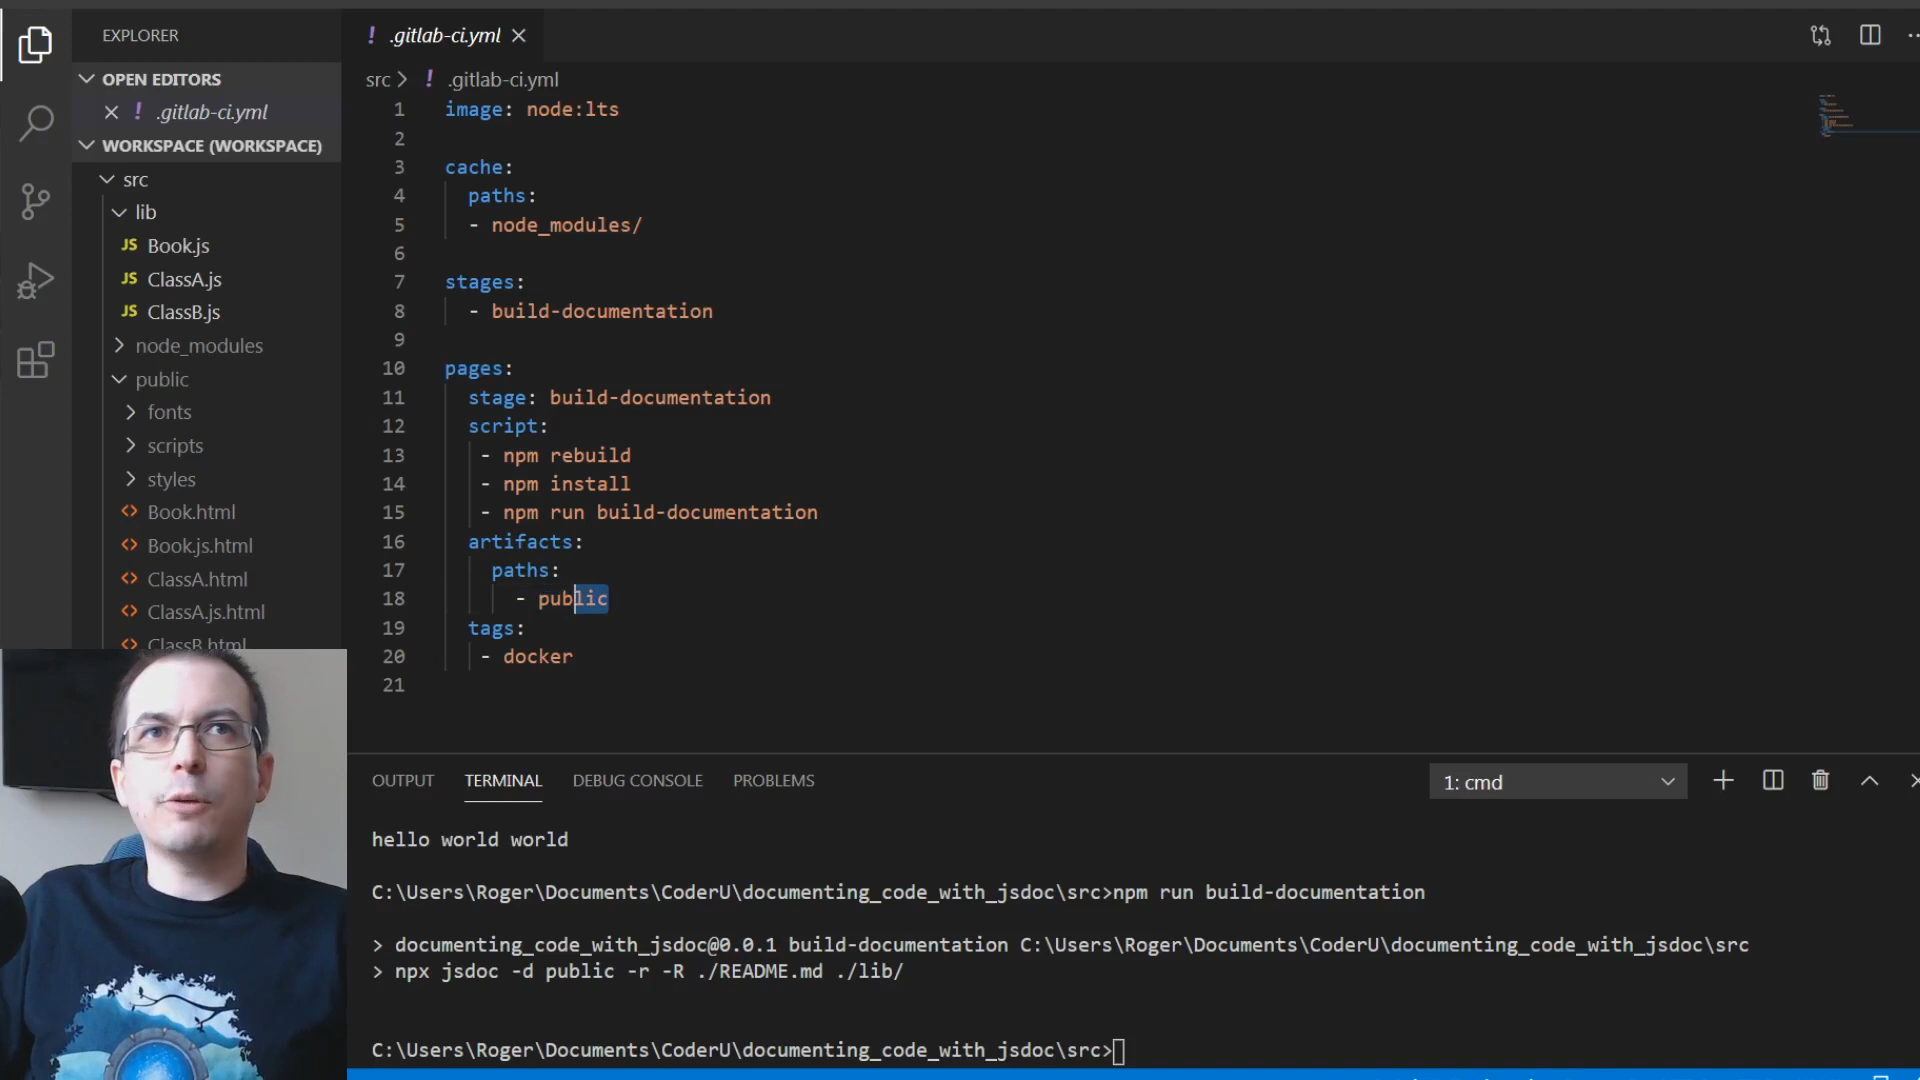 EXPLORER
OPEN EDITORS
! .gitlab-ci.yml
WORKSPACE (WORKSPACE)
src
lib
JS Book.js
JS ClassA.js
JS ClassB.js
node_modules
public
fonts
scripts
styles
<> Book.html
<> Book.js.html
<> ClassA.html
<> ClassA.js.html
<> ClassB.html
! .gitlab-ci.yml
src > ! .gitlab-ci.yml
1 image: node:lts
2
3 cache:
4 paths:
5 - node_modules/
6
7 stages:
8 - build-documentation
9
10 pages:
11 stage: build-documentation
12 script:
13 - npm rebuild
14 - npm install
15 - npm run build-documentation
16 artifacts:
17 paths:
18 - public
19 tags:
20 - docker
21
OUTPUT TERMINAL DEBUG CONSOLE PROBLEMS 1: cmd
hello world world
C:\Users\Roger\Documents\CoderU\documenting_code_with_jsdoc\src>npm run build-documentation
> documenting_code_with_jsdoc@0.0.1 build-documentation C:\Users\Roger\Documents\CoderU\documenting_code_with_jsdoc\src
> npx jsdoc -d public -r -R ./README.md ./lib/
C:\Users\Roger\Documents\CoderU\documenting_code_with_jsdoc\src>